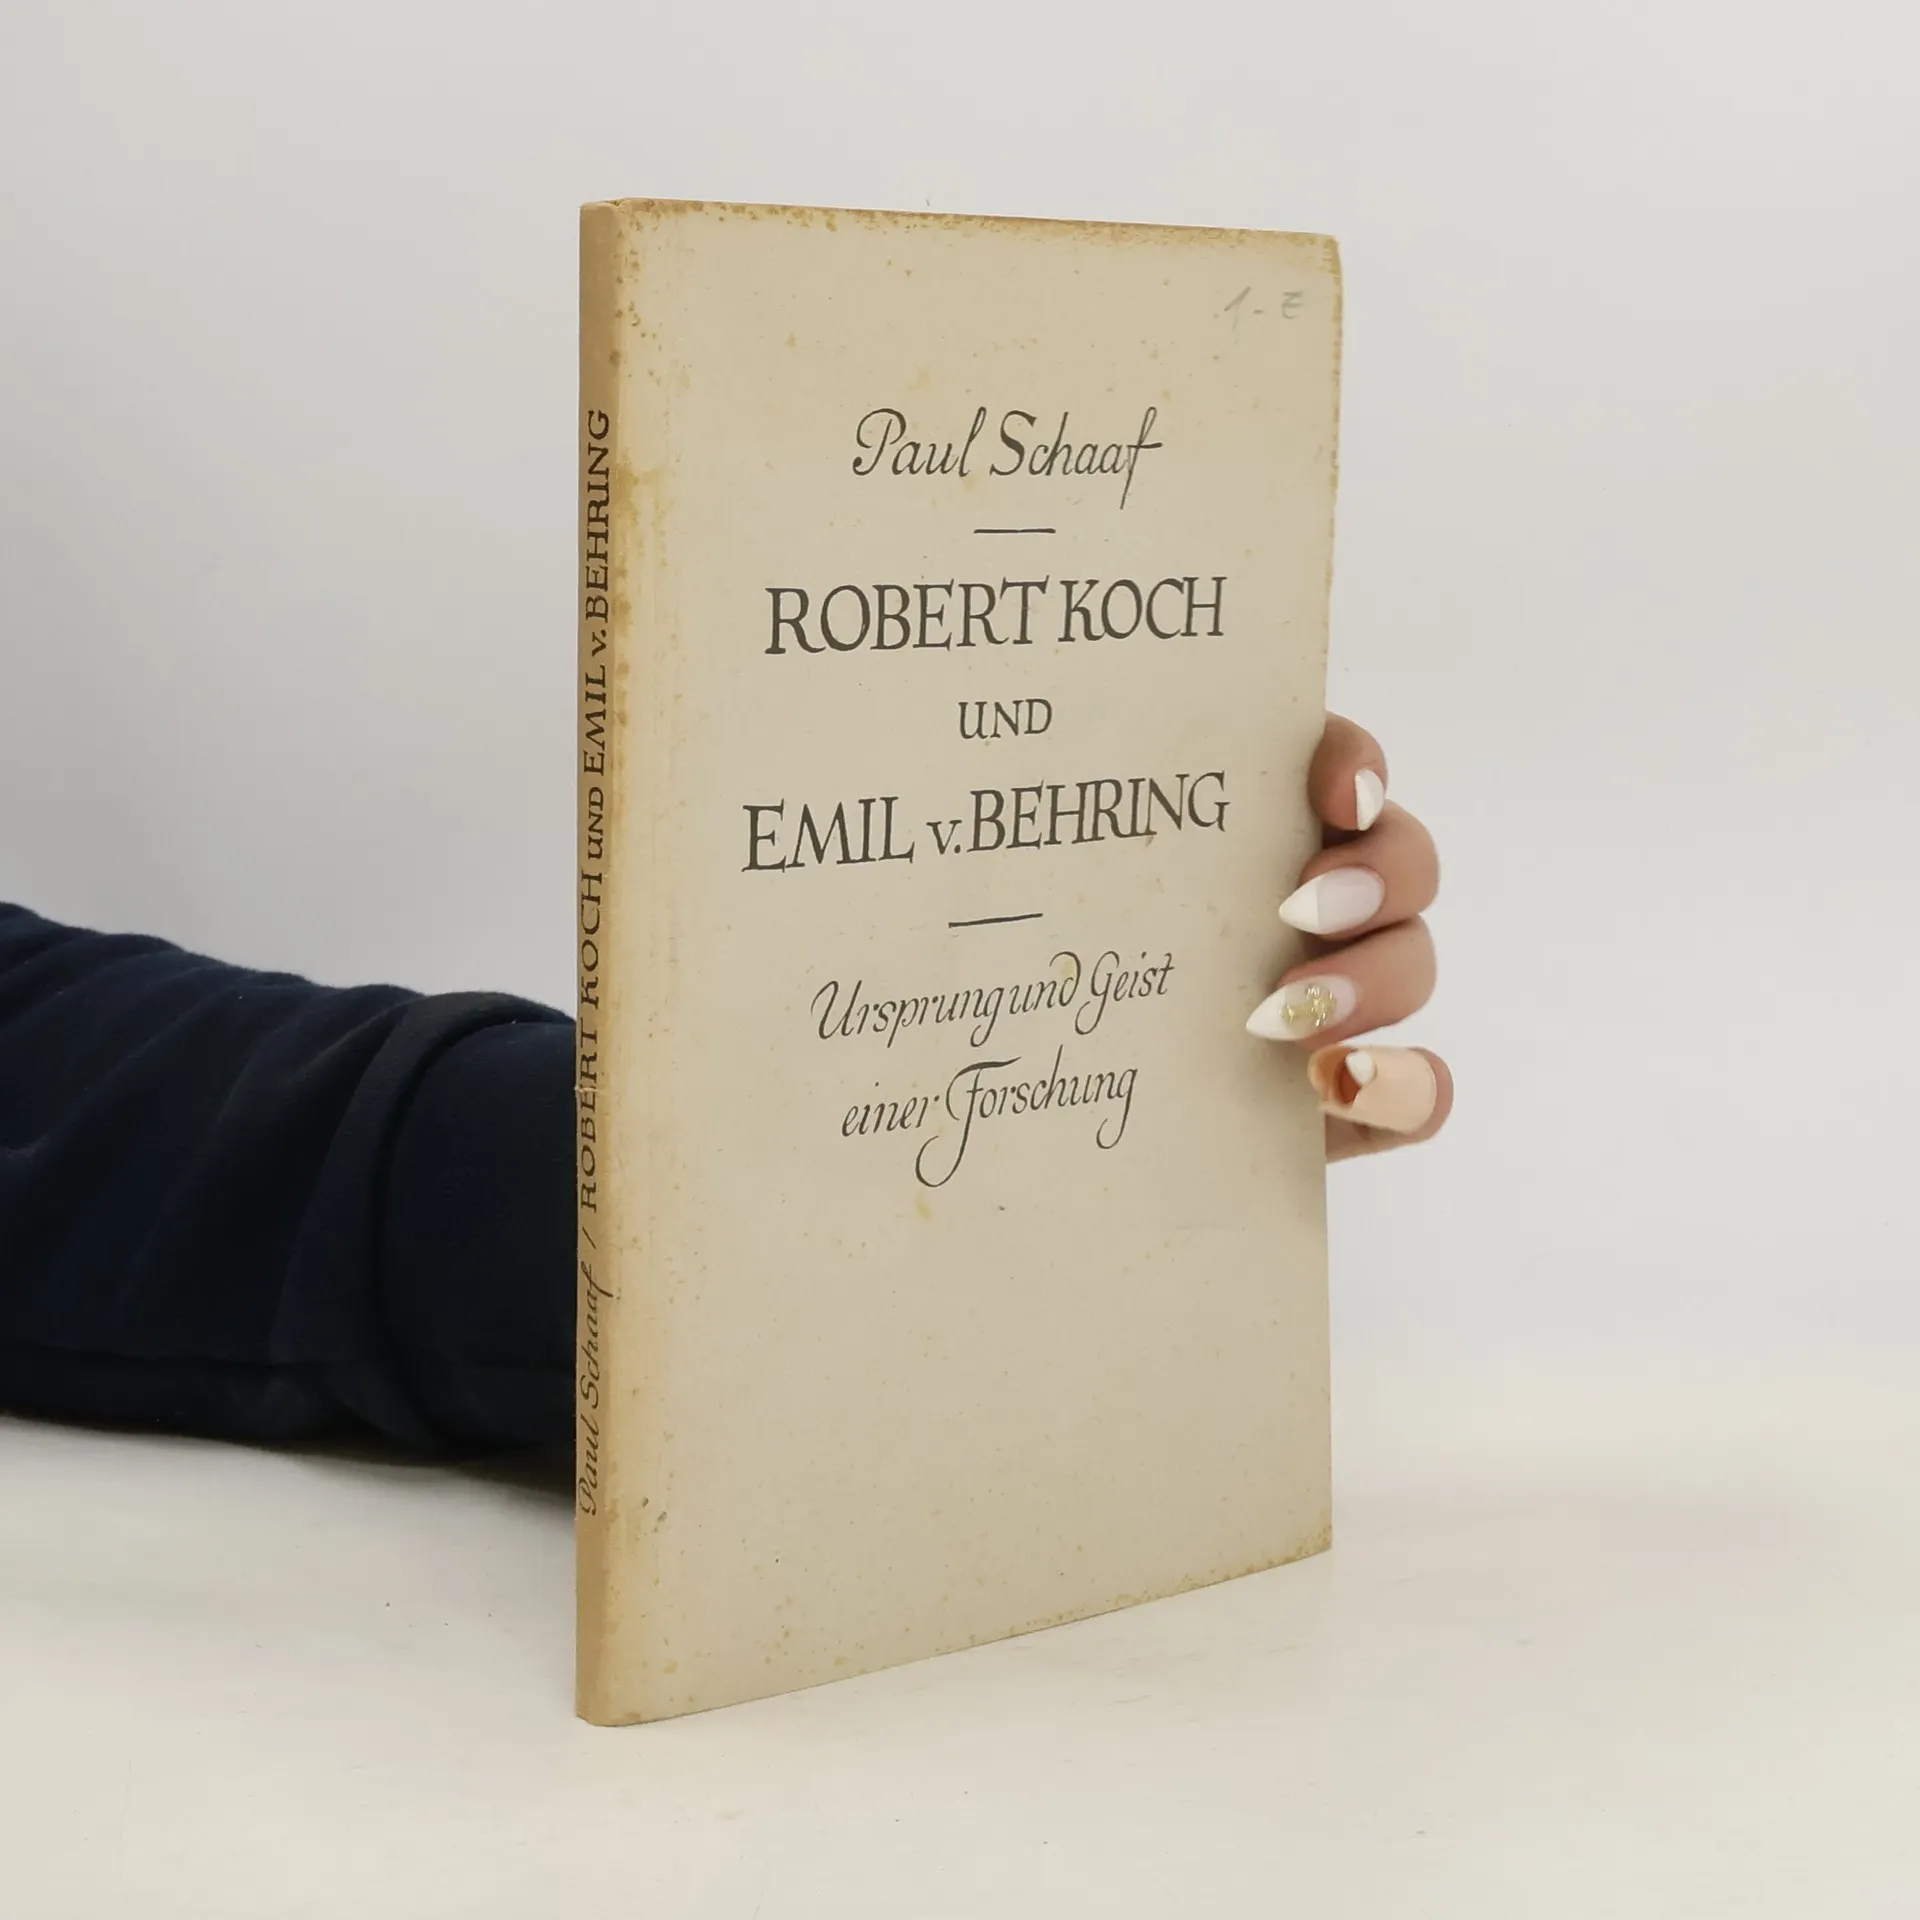 Paul Schaaf
ROBERT KOCH
UND
EMIL v. BEHRING
Ursprung und Geist
einer Forschung
Paul Schaaf / ROBERT KOCH und EMIL v. BEHRING